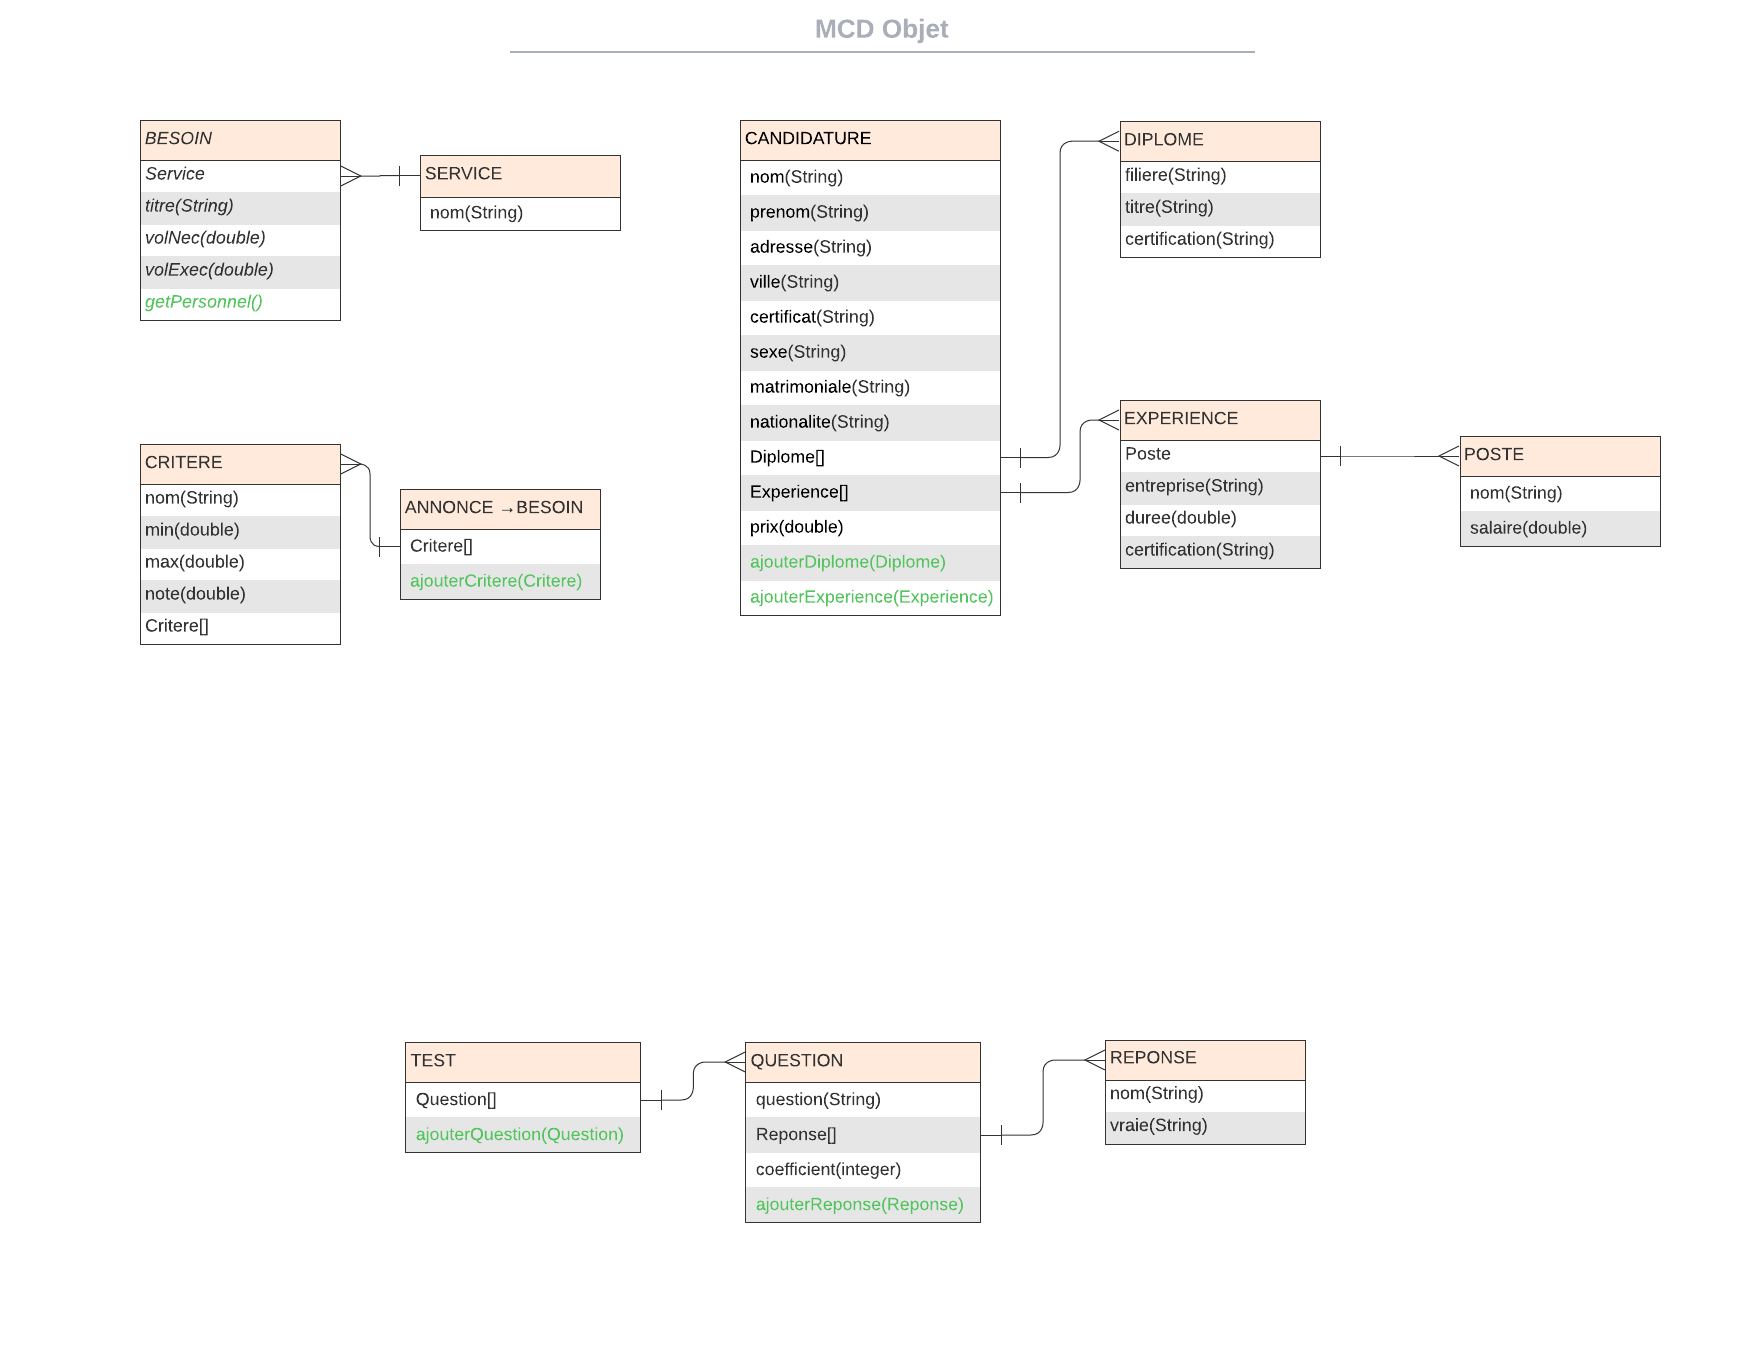 MCD Objet
BESOIN
Service
titre(String)
volNec(double)
volExec(double)
getPersonnel()
SERVICE
nom(String)
CANDIDATURE
nom(String)
prenom(String)
adresse(String)
ville(String)
certificat(String)
sexe(String)
matrimoniale(String)
nationalite(String)
Diplome[]
Experience[]
prix(double)
ajouterDiplome(Diplome)
ajouterExperience(Experience)
DIPLOME
filiere(String)
titre(String)
certification(String)
EXPERIENCE
Poste
entreprise(String)
duree(double)
certification(String)
POSTE
nom(String)
salaire(double)
CRITERE
nom(String)
min(double)
max(double)
note(double)
Critere[]
ANNONCE →BESOIN
Critere[]
ajouterCritere(Critere)
TEST
Question[]
ajouterQuestion(Question)
QUESTION
question(String)
Reponse[]
coefficient(integer)
ajouterReponse(Reponse)
REPONSE
nom(String)
vraie(String)